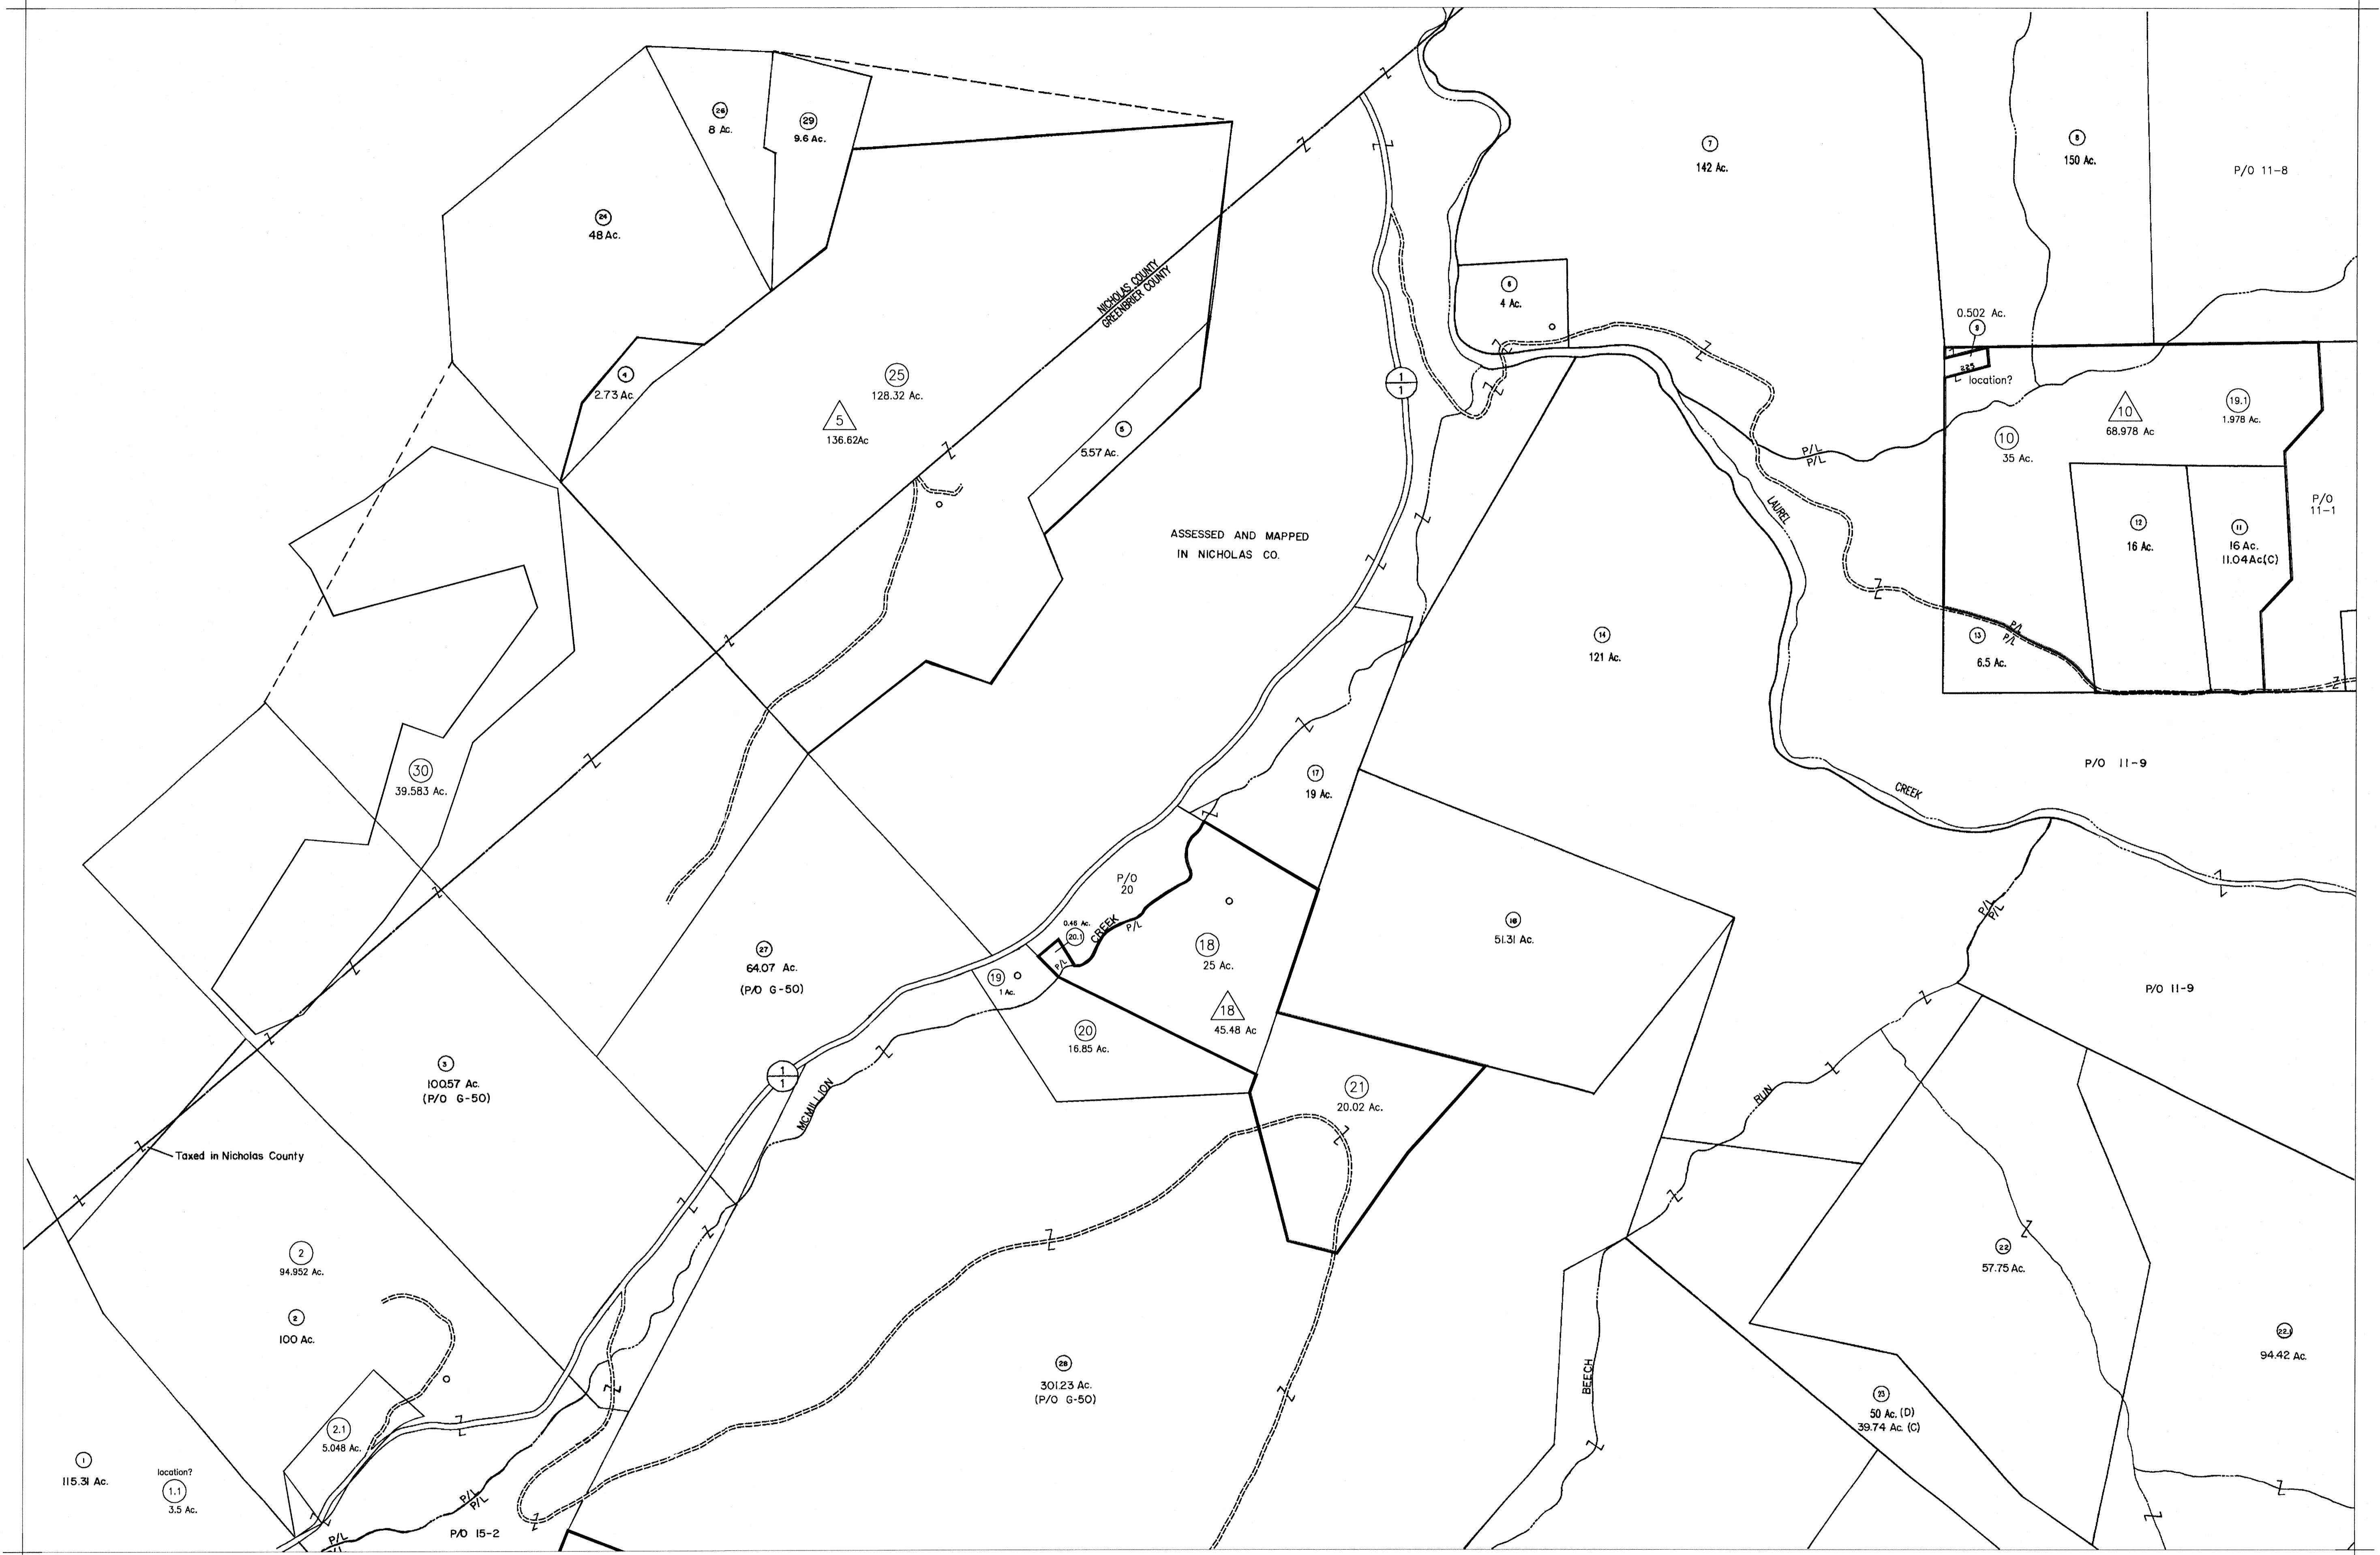 26
8 Ac.
29
9.6 Ac.
24
48 Ac.
7
142 Ac.
8
150 Ac.
P/O 11-8
NICHOLAS COUNTY
GREENBRIER COUNTY
6
4 Ac.
0.502 Ac.
9
225
location?
4
2.73 Ac.
25
128.32 Ac.
5
136.62Ac
1
1
5
5.57 Ac.
P/L
P/L
10
35 Ac.
10
68.978 Ac
19.1
1.978 Ac.
LAUREL
12
16 Ac.
11
16 Ac.
11.04Ac(C)
P/O
11-1
ASSESSED AND MAPPED
IN NICHOLAS CO.
14
121 Ac.
P/L
P/L
13
6.5 Ac.
30
39.583 Ac.
17
19 Ac.
CREEK
P/O 11-9
P/O
20
0.46 Ac.
20.1
CREEK
P/L
P/L
18
25 Ac.
18
45.48 Ac
51.31 Ac.
P/L
P/L
27
64.07 Ac.
(P/O G-50)
19
1 Ac.
20
16.85 Ac.
P/O 11-9
3
100.57 Ac.
(P/O G-50)
1
1
MCMILLION
21
20.02 Ac.
RUN
Taxed in Nicholas County
2
94.952 Ac.
2
100 Ac.
22
57.75 Ac.
22.1
94.42 Ac.
28
301.23 Ac.
(P/O G-50)
BEECH
23
50 Ac. (D)
39.74 Ac. (C)
2.1
5.048 Ac.
1
115.31 Ac.
location?
1.1
3.5 Ac.
P/L
P/L
P/L
P/L
P/O 15-2